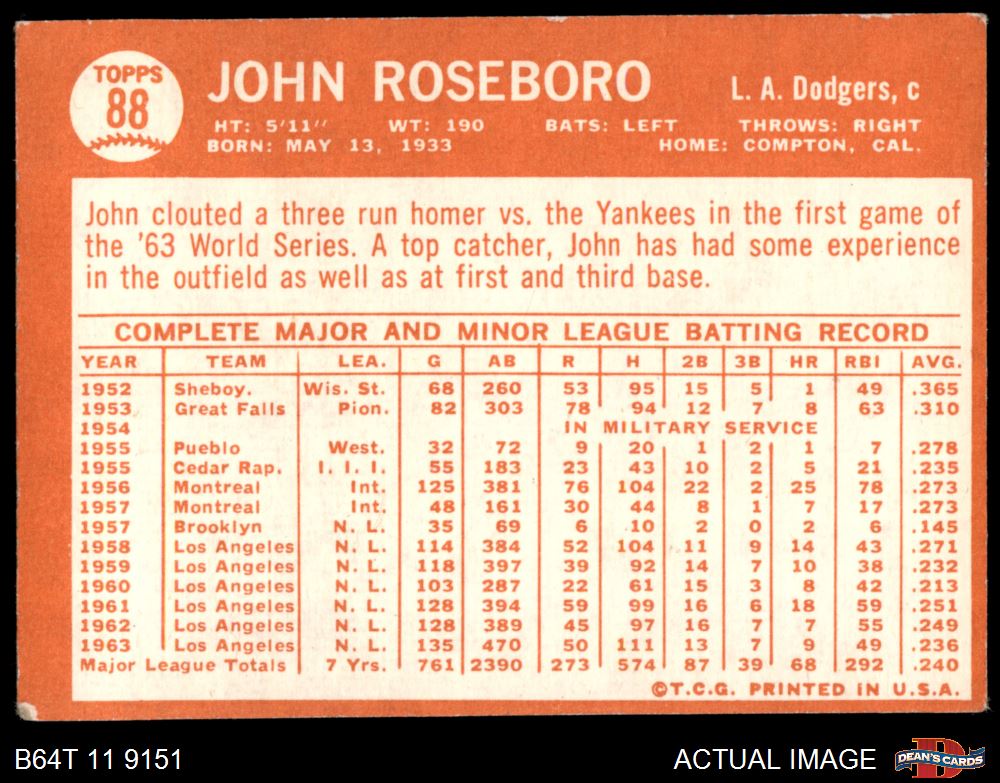 TOPPS
88
JOHN ROSEBORO
L. A. Dodgers, c
HT: 5'11" WT: 190 BATS: LEFT THROWS: RIGHT
BORN: MAY 13, 1933 HOME: COMPTON, CAL.
John clouted a three run homer vs. the Yankees in the first game of
the '63 World Series. A top catcher, John has had some experience
in the outfield as well as at first and third base.
COMPLETE MAJOR AND MINOR LEAGUE BATTING RECORD
YEAR TEAM LEA. G AB R H 2B 3B HR RBI AVG.
1952 Sheboy. Wis. St. 68 260 53 95 15 5 1 49 .365
1953 Great Falls Pion. 82 303 78 94 12 7 8 63 .310
1954 IN MILITARY SERVICE
1955 Pueblo West. 32 72 9 20 1 2 1 7 .278
1955 Cedar Rap. I. I. I. 55 183 23 43 10 2 5 21 .235
1956 Montreal Int. 125 381 76 104 22 2 25 78 .273
1957 Montreal Int. 48 161 30 44 8 1 7 17 .273
1957 Brooklyn N. L. 35 69 6 10 2 0 2 6 .145
1958 Los Angeles N. L. 114 384 52 104 11 9 14 43 .271
1959 Los Angeles N. L. 118 397 39 92 14 7 10 38 .232
1960 Los Angeles N. L. 103 287 22 61 15 3 8 42 .213
1961 Los Angeles N. L. 128 394 59 99 16 6 18 59 .251
1962 Los Angeles N. L. 128 389 45 97 16 7 7 55 .249
1963 Los Angeles N. L. 135 470 50 111 13 7 9 49 .236
Major League Totals 7 Yrs. 761 2390 273 574 87 39 68 292 .240
©T.C.G. PRINTED IN U.S.A.
B64T 11 9151 ACTUAL IMAGE
D
DEAN'S CARDS